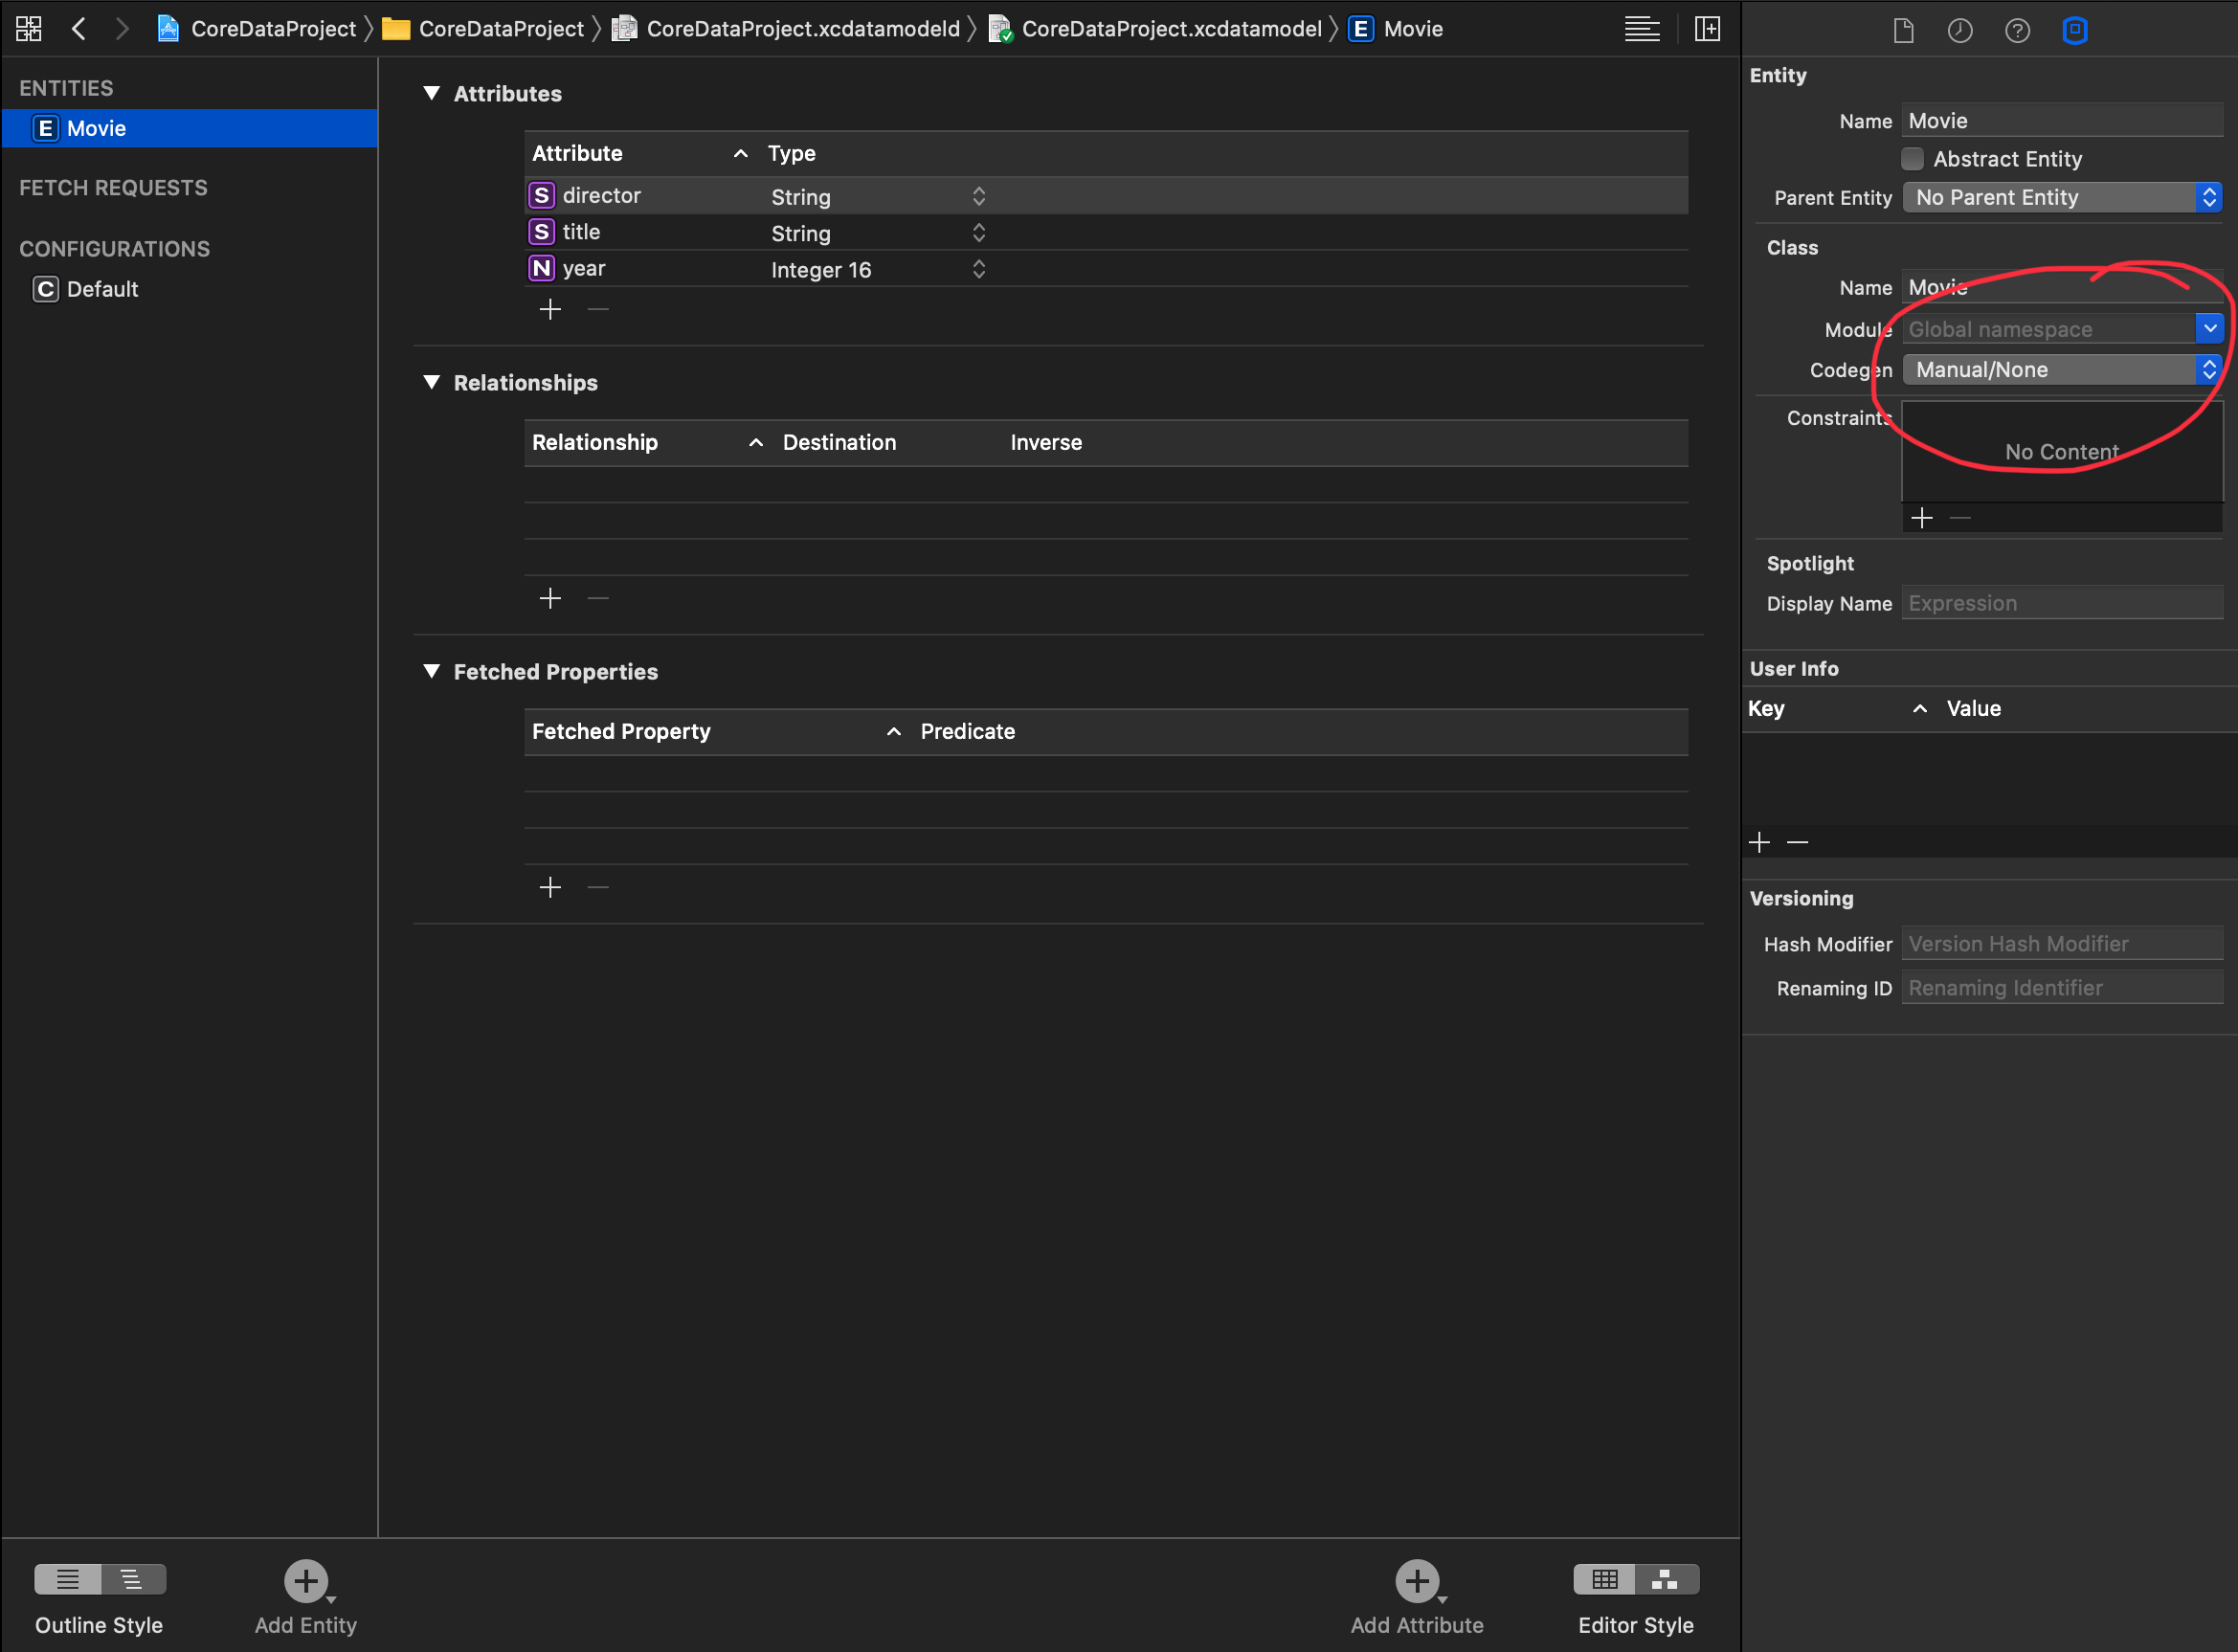 CoreDataProject CoreDataProject CoreDataProject.xcdatamodeld CoreDataProject.xcdatamodel E Movie
ENTITIES
E Movie
FETCH REQUESTS
CONFIGURATIONS
C Default
Attributes
Attribute Type
S director String
S title String
N year Integer 16
Relationships
Relationship Destination Inverse
Fetched Properties
Fetched Property Predicate
Outline Style
Add Entity
Add Attribute
Editor Style
Entity
Name Movie
Abstract Entity
Parent Entity No Parent Entity
Class
Name Movie
Module Global namespace
Codegen Manual/None
Constraints
No Content
Spotlight
Display Name Expression
User Info
Key Value
Versioning
Hash Modifier Version Hash Modifier
Renaming ID Renaming Identifier